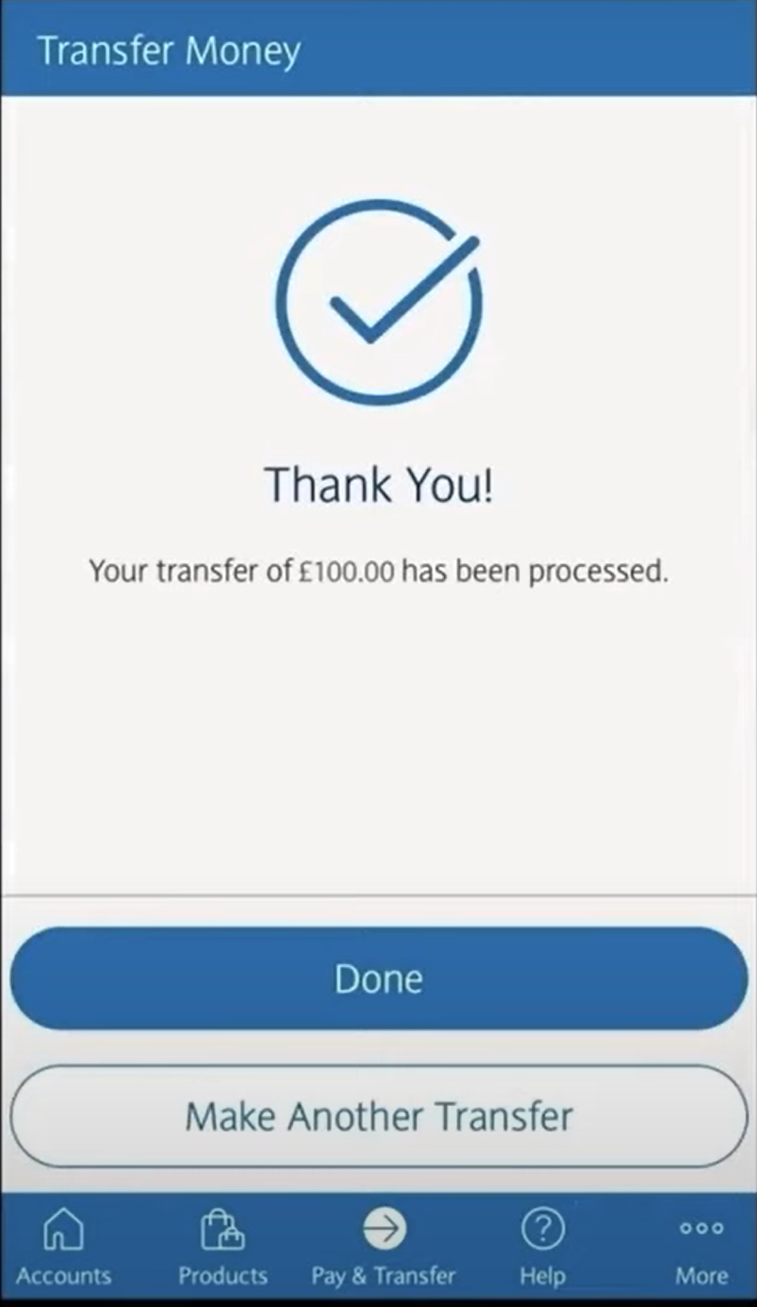 Transfer Money
Thank You!
Your transfer of £100.00 has been processed.
Done
Make Another Transfer
Accounts
Products
Pay & Transfer
Help
More